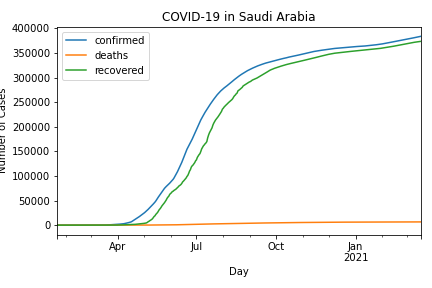 COVID-19 in Saudi Arabia
confirmed
deaths
recovered
400000
350000
300000
250000
200000
150000
100000
50000
0
Number of Cases
Apr
Jul
Oct
Jan
2021
Day